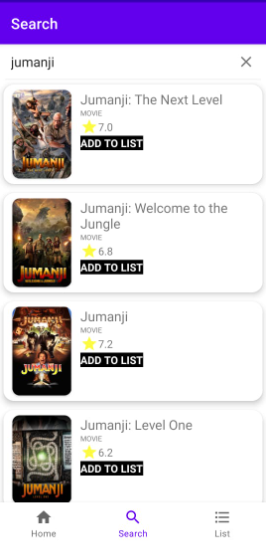 Search
jumanji
Jumanji: The Next Level
MOVIE
7.0
ADD TO LIST
JUMANJI
Jumanji: Welcome to the
Jungle
MOVIE
6.8
ADD TO LIST
JUMANJI
Jumanji
MOVIE
7.2
ADD TO LIST
JUMANJI
JUMANJI
Jumanji: Level One
MOVIE
6.2
ADD TO LIST
JUMANJI
Home
Search
List